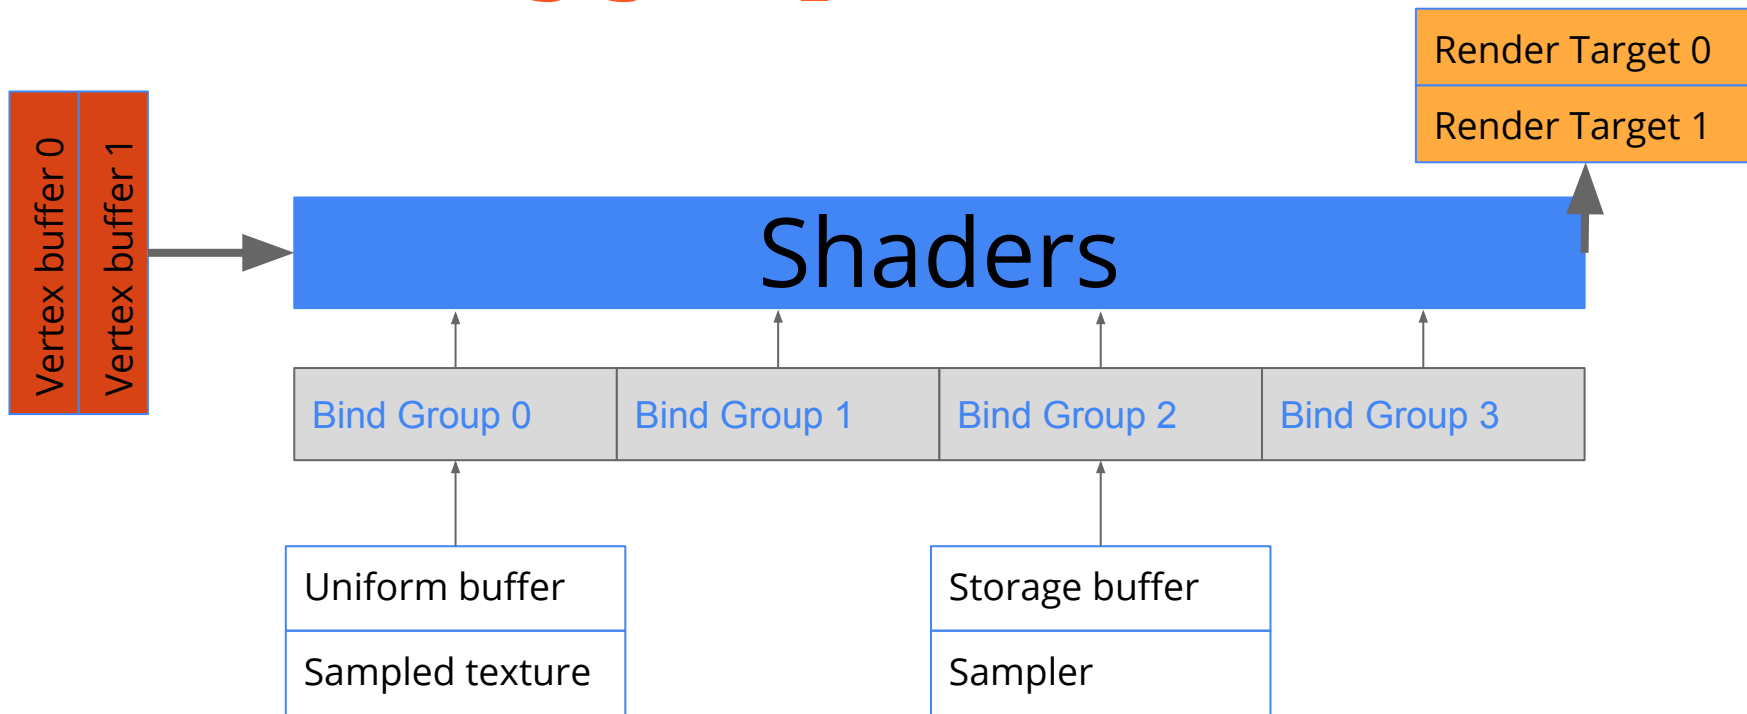 Render Target 0
Render Target 1
Vertex buffer 0
Vertex buffer 1
Shaders
Bind Group 0
Bind Group 1
Bind Group 2
Bind Group 3
Uniform buffer
Storage buffer
Sampled texture
Sampler